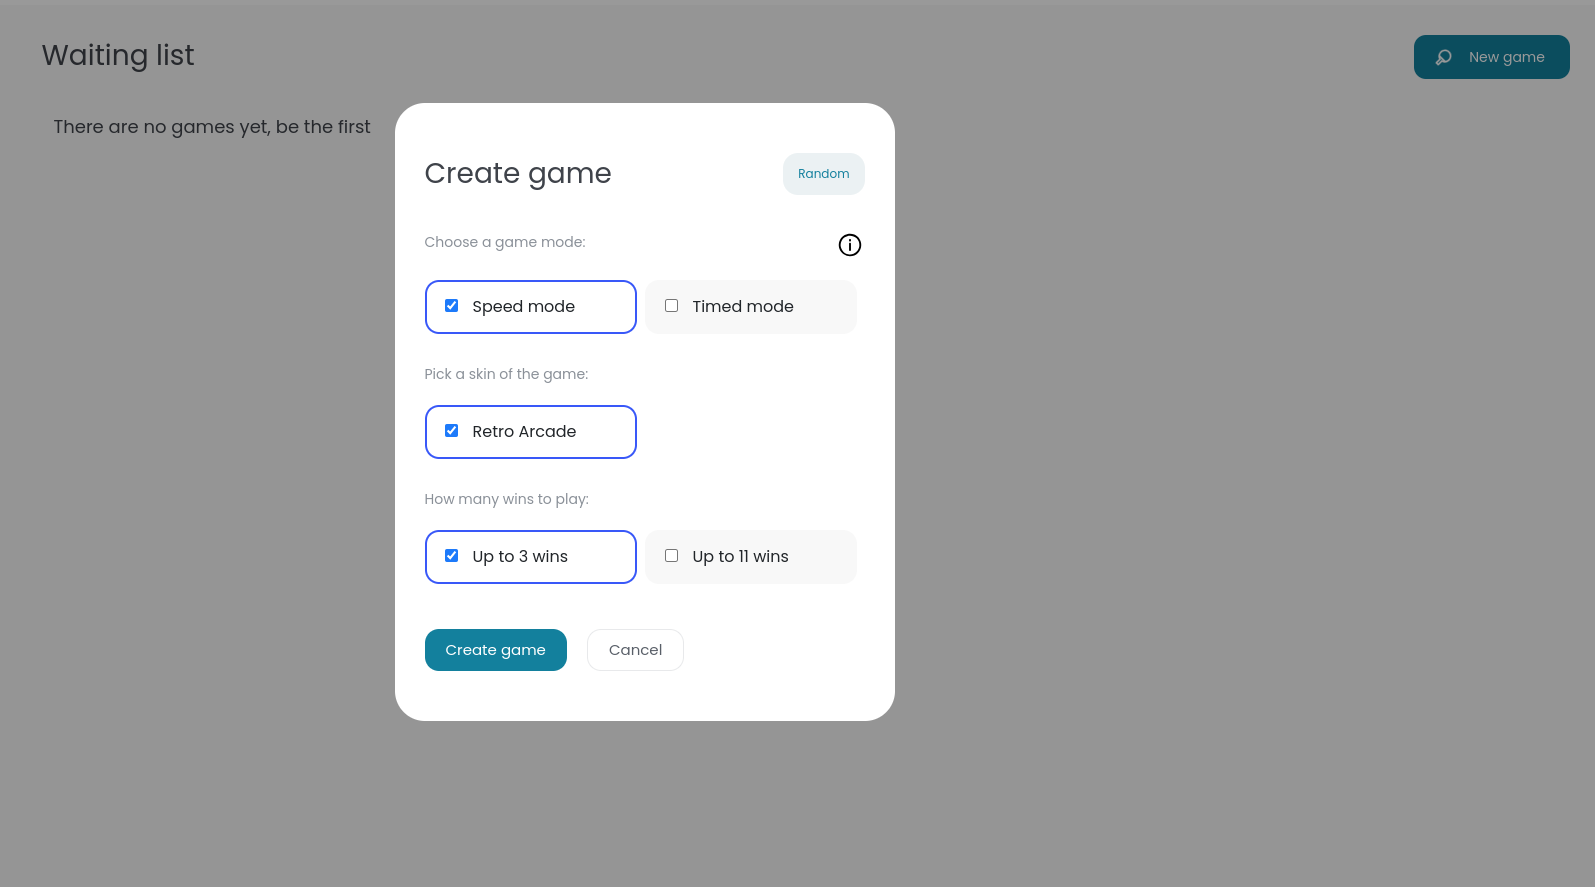 Waiting list
New game
There are no games yet, be the first
Create game
Random
Choose a game mode:
Speed mode
Timed mode
Pick a skin of the game:
Retro Arcade
How many wins to play:
Up to 3 wins
Up to 11 wins
Create game
Cancel